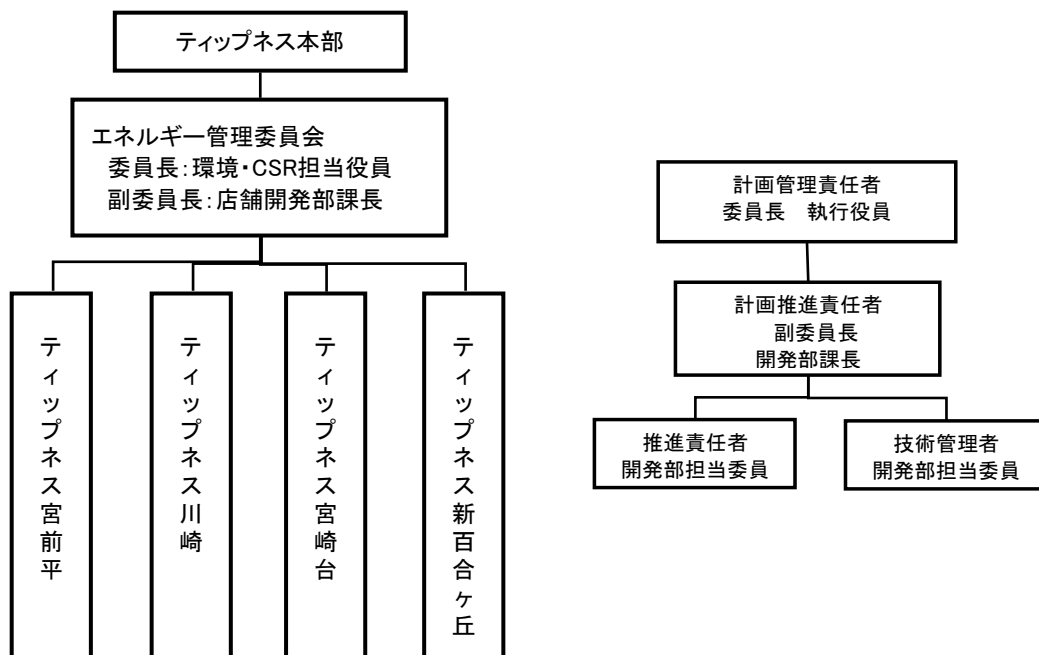 ティップネス本部
エネルギー管理委員会
委員長：環境・CSR担当役員
副委員長：店舗開発部課長
ティップネス宮前平
ティップネス川崎
ティップネス宮崎台
ティップネス新百合ヶ丘
計画管理責任者
委員長　執行役員
計画推進責任者
副委員長
開発部課長
推進責任者
開発部担当委員
技術管理者
開発部担当委員